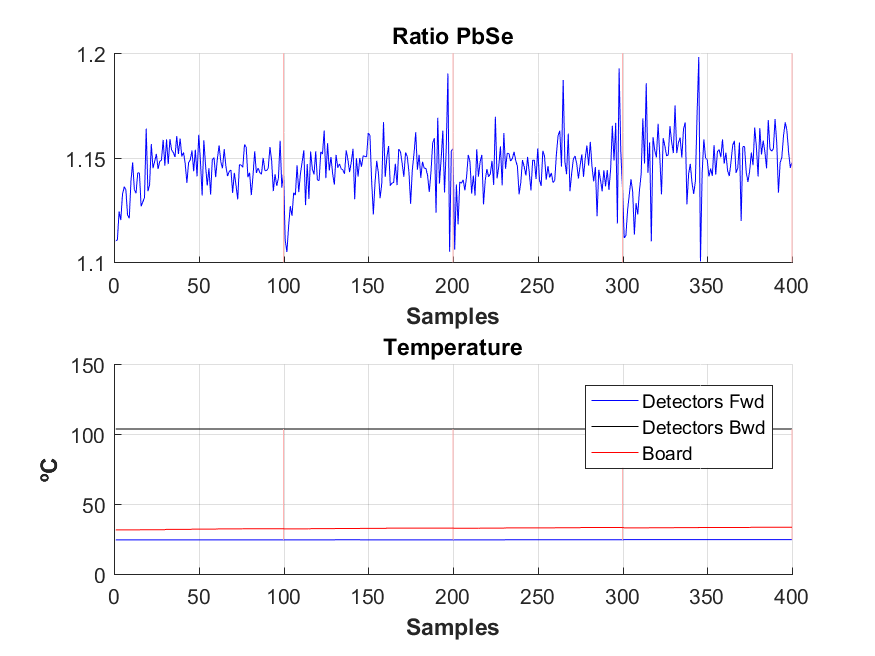 Ratio PbSe
1.2
1.15
1.1
0 50 100 150 200 250 300 350 400
Samples
Temperature
150
100
50
0
ºC
Detectors Fwd
Detectors Bwd
Board
0 50 100 150 200 250 300 350 400
Samples